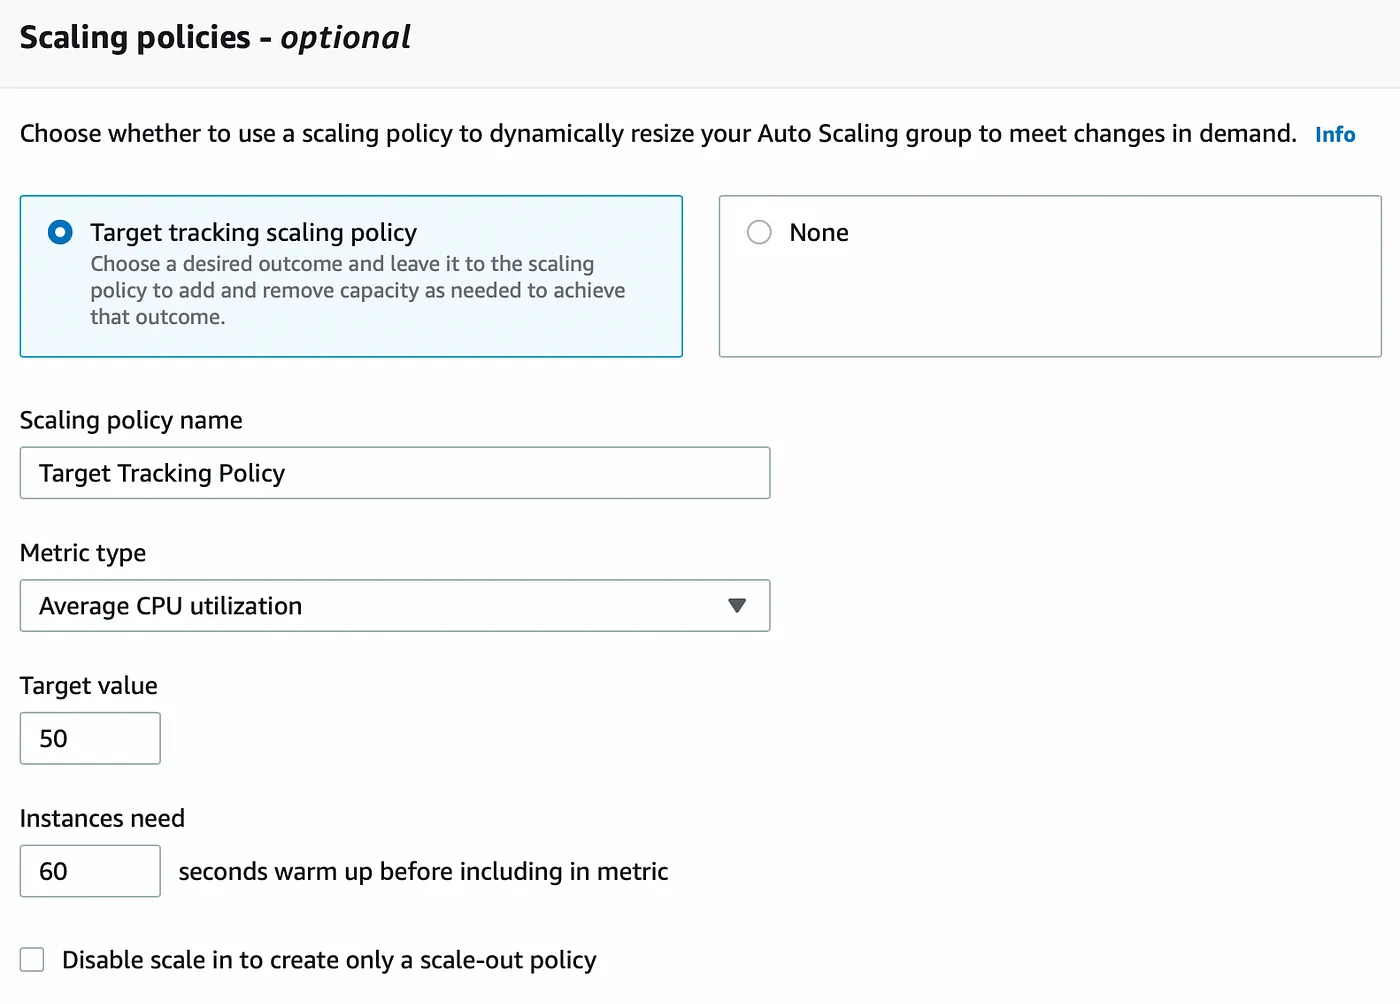 Scaling policies - optional
Choose whether to use a scaling policy to dynamically resize your Auto Scaling group to meet changes in demand. Info
Target tracking scaling policy
Choose a desired outcome and leave it to the scaling
policy to add and remove capacity as needed to achieve
that outcome.
None
Scaling policy name
Target Tracking Policy
Metric type
Average CPU utilization
Target value
50
Instances need
60 seconds warm up before including in metric
Disable scale in to create only a scale-out policy